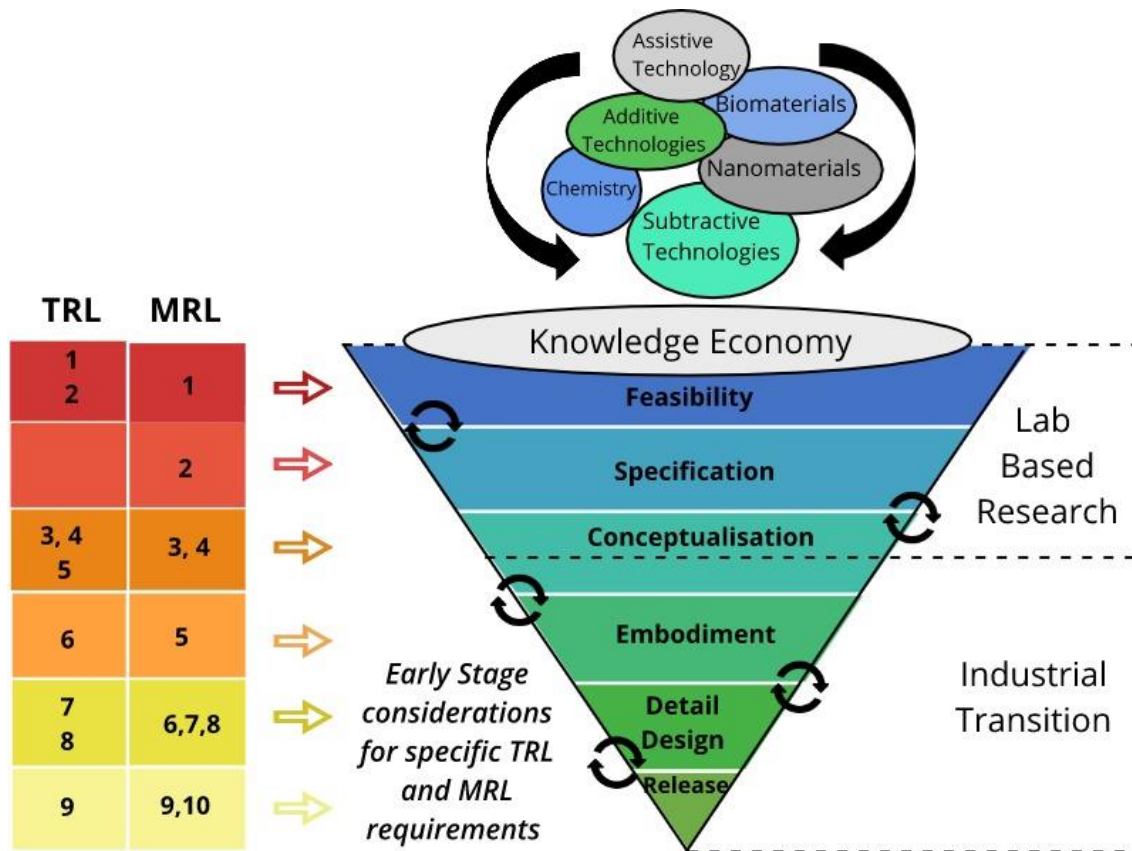 Assistive
Technology
Biomaterials
Additive
Technologies
Nanomaterials
Chemistry
Subtractive
Technologies
TRL MRL
Knowledge Economy
1
2
1
Feasibility
Lab
Based
Research
2
Specification
3, 4
5
3, 4
Conceptualisation
6
5
Embodiment
Early Stage
considerations
for specific TRL
and MRL
requirements
Industrial
Transition
7
8
6,7,8
Detail
Design
9
9,10
Release